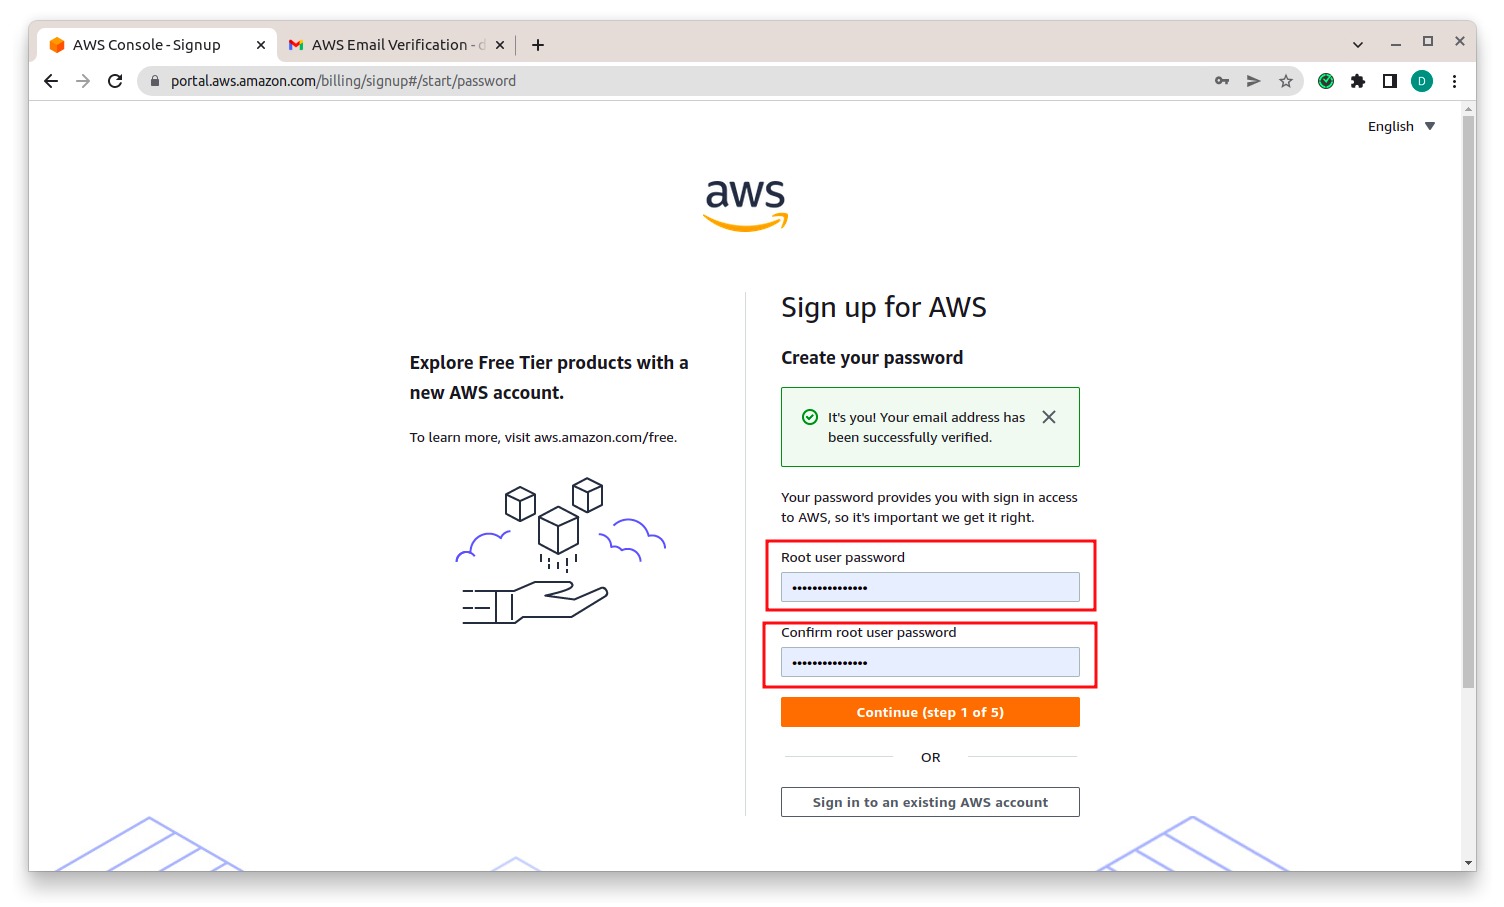 AWS Console - Signup
AWS Email Verification - d
portal.aws.amazon.com/billing/signup#/start/password
D
English
aws
Explore Free Tier products with a
new AWS account.
To learn more, visit aws.amazon.com/free.
Sign up for AWS
Create your password
It's you! Your email address has
been successfully verified.
Your password provides you with sign in access
to AWS, so it's important we get it right.
Root user password
•••••••••••••••
Confirm root user password
•••••••••••••••
Continue (step 1 of 5)
OR
Sign in to an existing AWS account